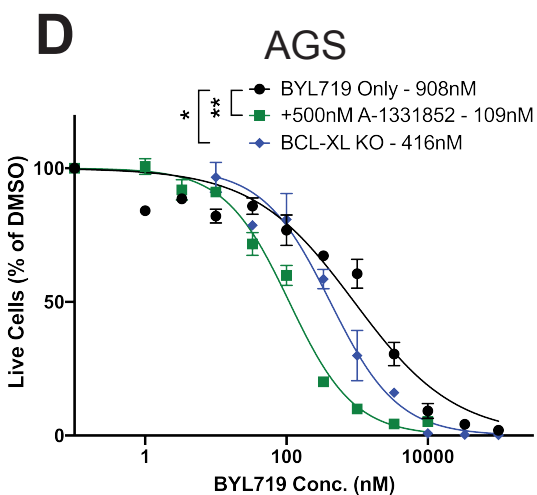 D
AGS
BYL719 Only - 908nM
+500nM A-1331852 - 109nM
BCL-XL KO - 416nM
*
**
Live Cells (% of DMSO)
100
50
0
1
100
10000
BYL719 Conc. (nM)